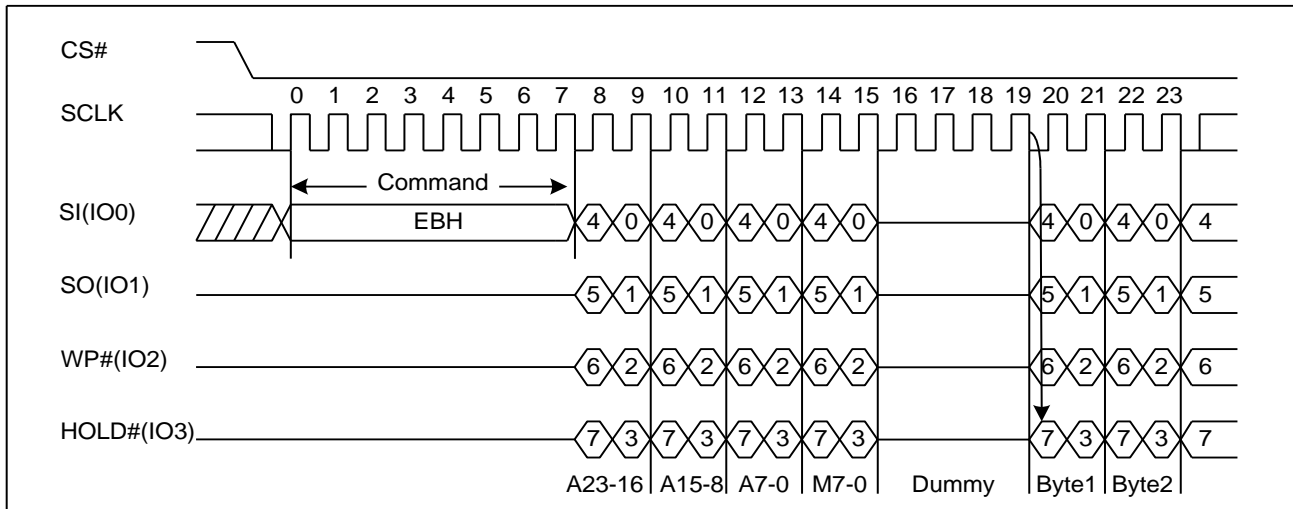 CS#
0 1 2 3 4 5 6 7 8 9 10 11 12 13 14 15 16 17 18 19 20 21 22 23
SCLK
Command
SI(IO0) EBH 4 0 4 0 4 0 4 0 4 0 4 0 4
SO(IO1) 5 1 5 1 5 1 5 1 5 1 5 1 5
WP#(IO2) 6 2 6 2 6 2 6 2 6 2 6 2 6
HOLD#(IO3) 7 3 7 3 7 3 7 3 7 3 7 3 7
A23-16 A15-8 A7-0 M7-0 Dummy Byte1 Byte2